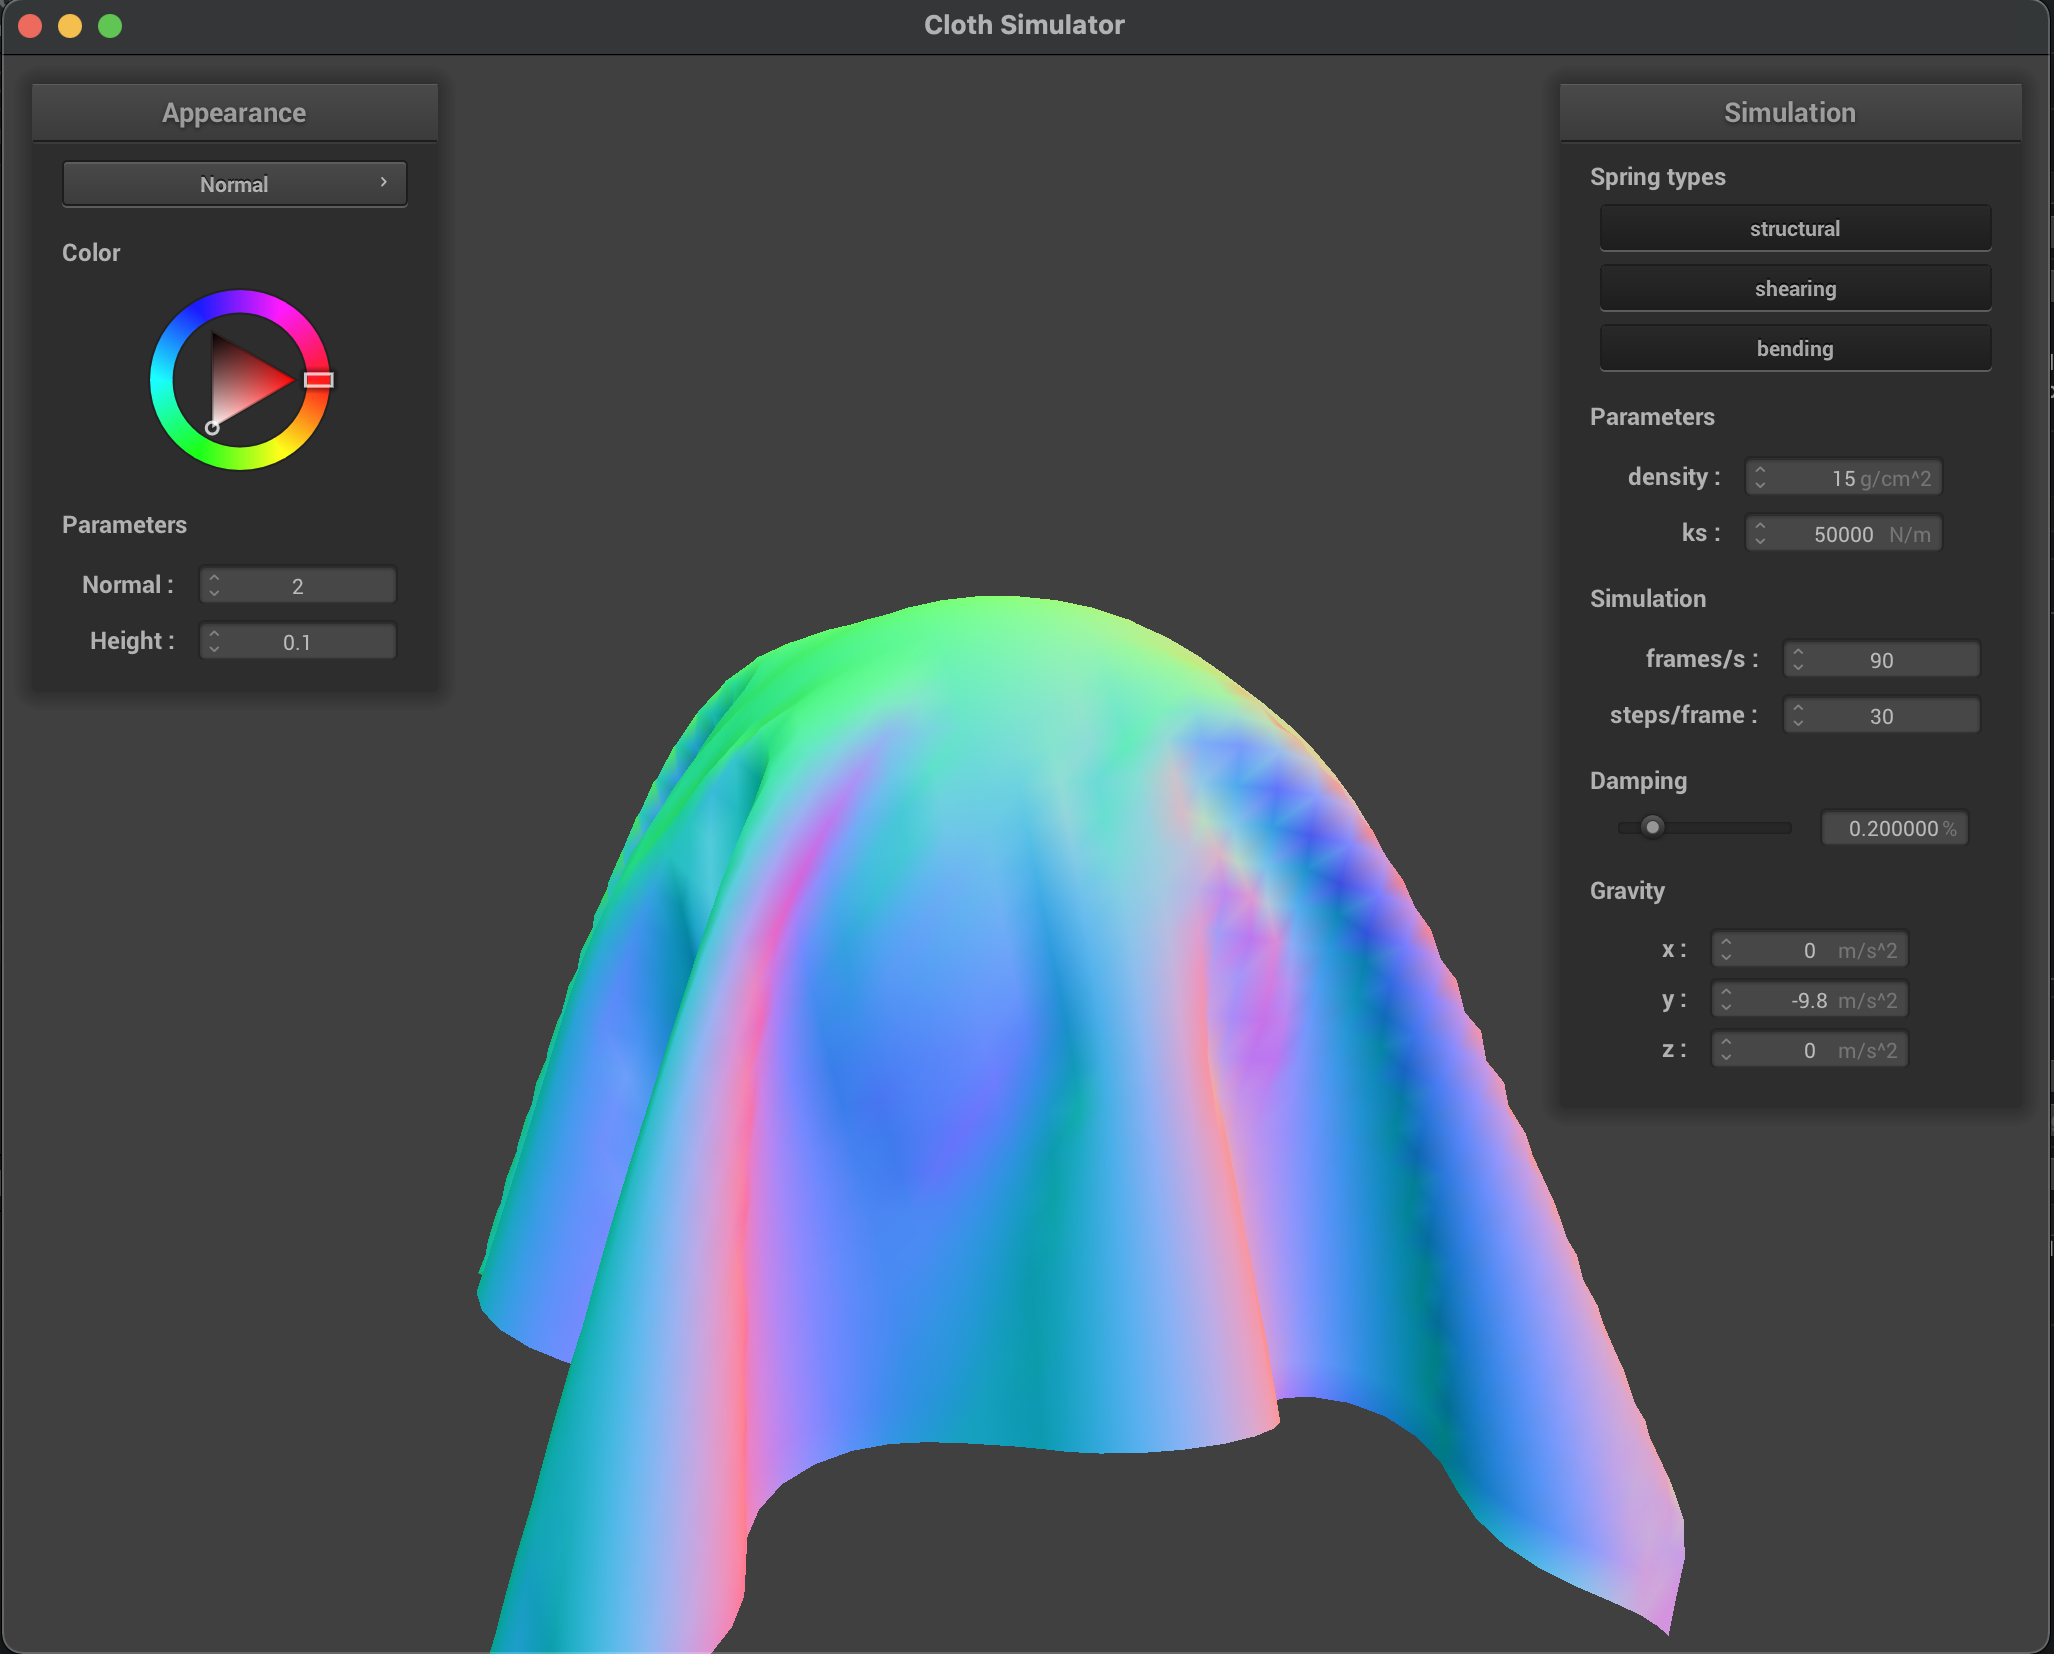 Cloth Simulator
Appearance
Normal
Color
Parameters
Normal : 2
Height : 0.1
Simulation
Spring types
structural
shearing
bending
Parameters
density : 15 g/cm^2
ks : 50000 N/m
Simulation
frames/s : 90
steps/frame : 30
Damping
0.200000 %
Gravity
x : 0 m/s^2
y : -9.8 m/s^2
z : 0 m/s^2